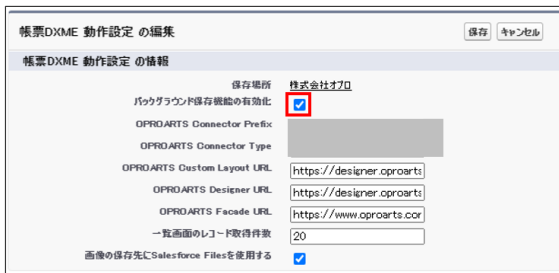 帳票DXME 動作設定 の編集
保存 キャンセル
帳票DXME 動作設定 の情報
保存場所 株式会社オプロ
バックグラウンド保存機能の有効化
OPROARTS Connector Prefix
OPROARTS Connector Type
OPROARTS Custom Layout URL https://designer.oproarts
OPROARTS Designer URL https://designer.oproarts
OPROARTS Facade URL https://www.oproarts.cor
一覧画面のレコード取得件数 20
画像の保存先にSalesforce Filesを使用する